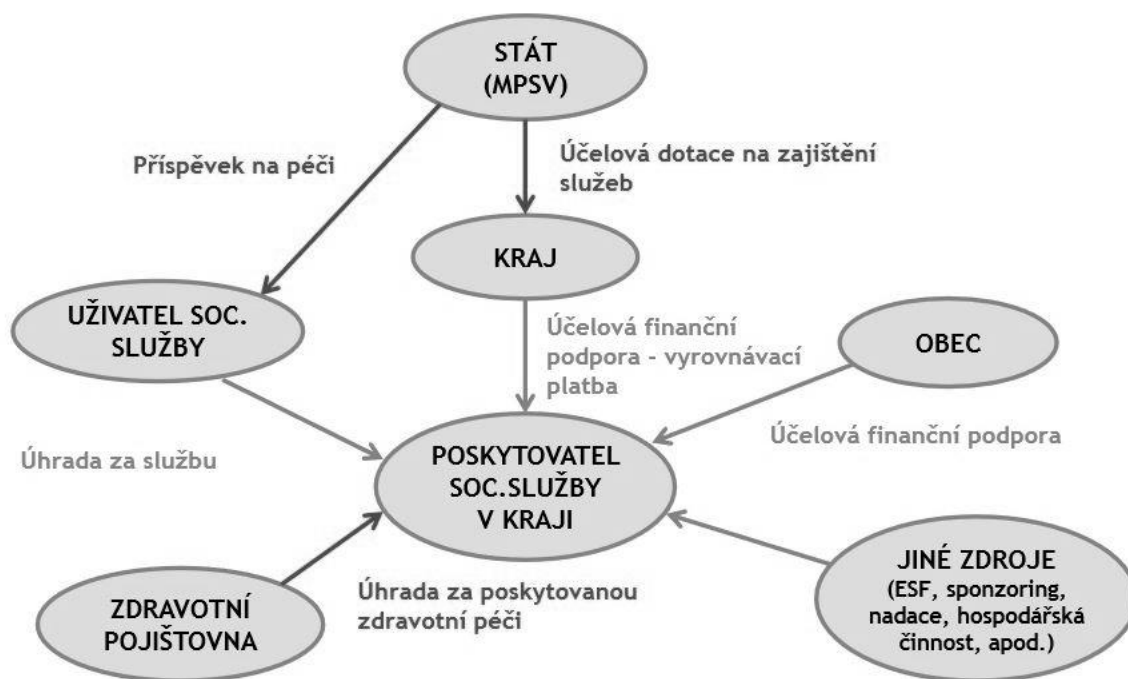 STÁT
(MPSV)
Příspěvek na péči
Účelová dotace na zajištění
služeb
KRAJ
UŽIVATEL SOC.
SLUŽBY
Účelová finanční
podpora - vyrovnávací
platba
OBEC
Úhrada za službu
POSKYTOVATEL
SOC.SLUŽBY
V KRAJI
Účelová finanční podpora
ZDRAVOTNÍ
POJIŠTOVNA
Úhrada za poskytovanou
zdravotní péči
JINÉ ZDROJE
(ESF, sponzoring,
nadace, hospodářská
činnost, apod.)